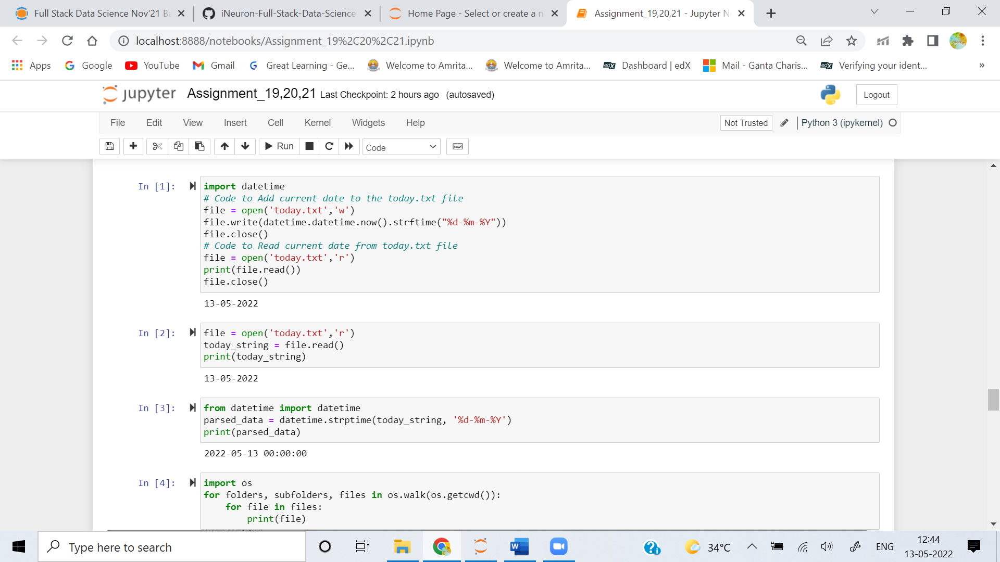 Full Stack Data Science Nov'21 Ba
iNeuron-Full-Stack-Data-Science
Home Page - Select or create a n
Assignment_19,20,21 - Jupyter N
localhost:8888/notebooks/Assignment_19%2C20%2C21.ipynb
Apps Google YouTube Gmail Great Learning - Ge... Welcome to Amrita... Welcome to Amrita... edX Dashboard | edX Mail - Ganta Charis... edX Verifying your ident... »
jupyter Assignment_19,20,21 Last Checkpoint: 2 hours ago (autosaved) Logout
File Edit View Insert Cell Kernel Widgets Help Not Trusted Python 3 (ipykernel)
Run Code
In [1]: import datetime
# Code to Add current date to the today.txt file
file = open('today.txt','w')
file.write(datetime.datetime.now().strftime("%d-%m-%Y"))
file.close()
# Code to Read current date from today.txt file
file = open('today.txt','r')
print(file.read())
file.close()
13-05-2022
In [2]: file = open('today.txt','r')
today_string = file.read()
print(today_string)
13-05-2022
In [3]: from datetime import datetime
parsed_data = datetime.strptime(today_string, '%d-%m-%Y')
print(parsed_data)
2022-05-13 00:00:00
In [4]: import os
for folders, subfolders, files in os.walk(os.getcwd()):
for file in files:
print(file)
Type here to search
34°C
ENG
12:44
13-05-2022